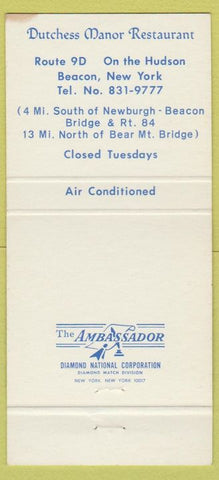 Dutchess Manor Restaurant
Route 9D On the Hudson
Beacon, New York
Tel. No. 831-9777
(4 Mi. South of Newburgh - Beacon
Bridge & Rt. 84
13 Mi. North of Bear Mt. Bridge)
Closed Tuesdays
Air Conditioned
The AMBASSADOR
DIAMOND NATIONAL CORPORATION
DIAMOND MATCH DIVISION
NEW YORK, NEW YORK 10017